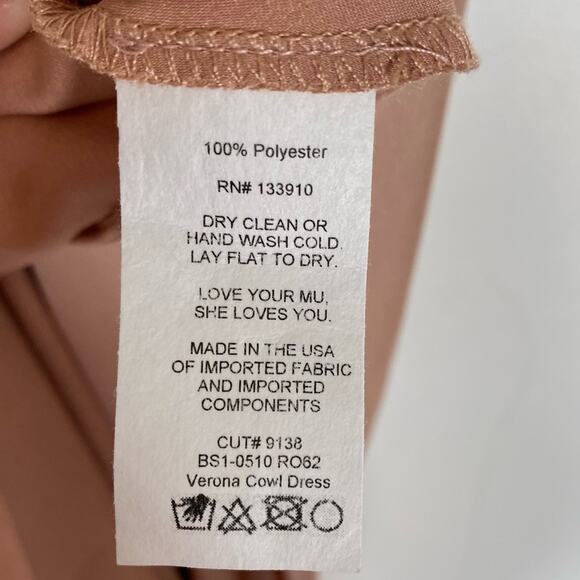 100% Polyester
RN# 133910
DRY CLEAN OR
HAND WASH COLD.
LAY FLAT TO DRY.
LOVE YOUR MU,
SHE LOVES YOU.
MADE IN THE USA
OF IMPORTED FABRIC
AND IMPORTED
COMPONENTS
CUT# 9138
BS1-0510 RO62
Verona Cowl Dress